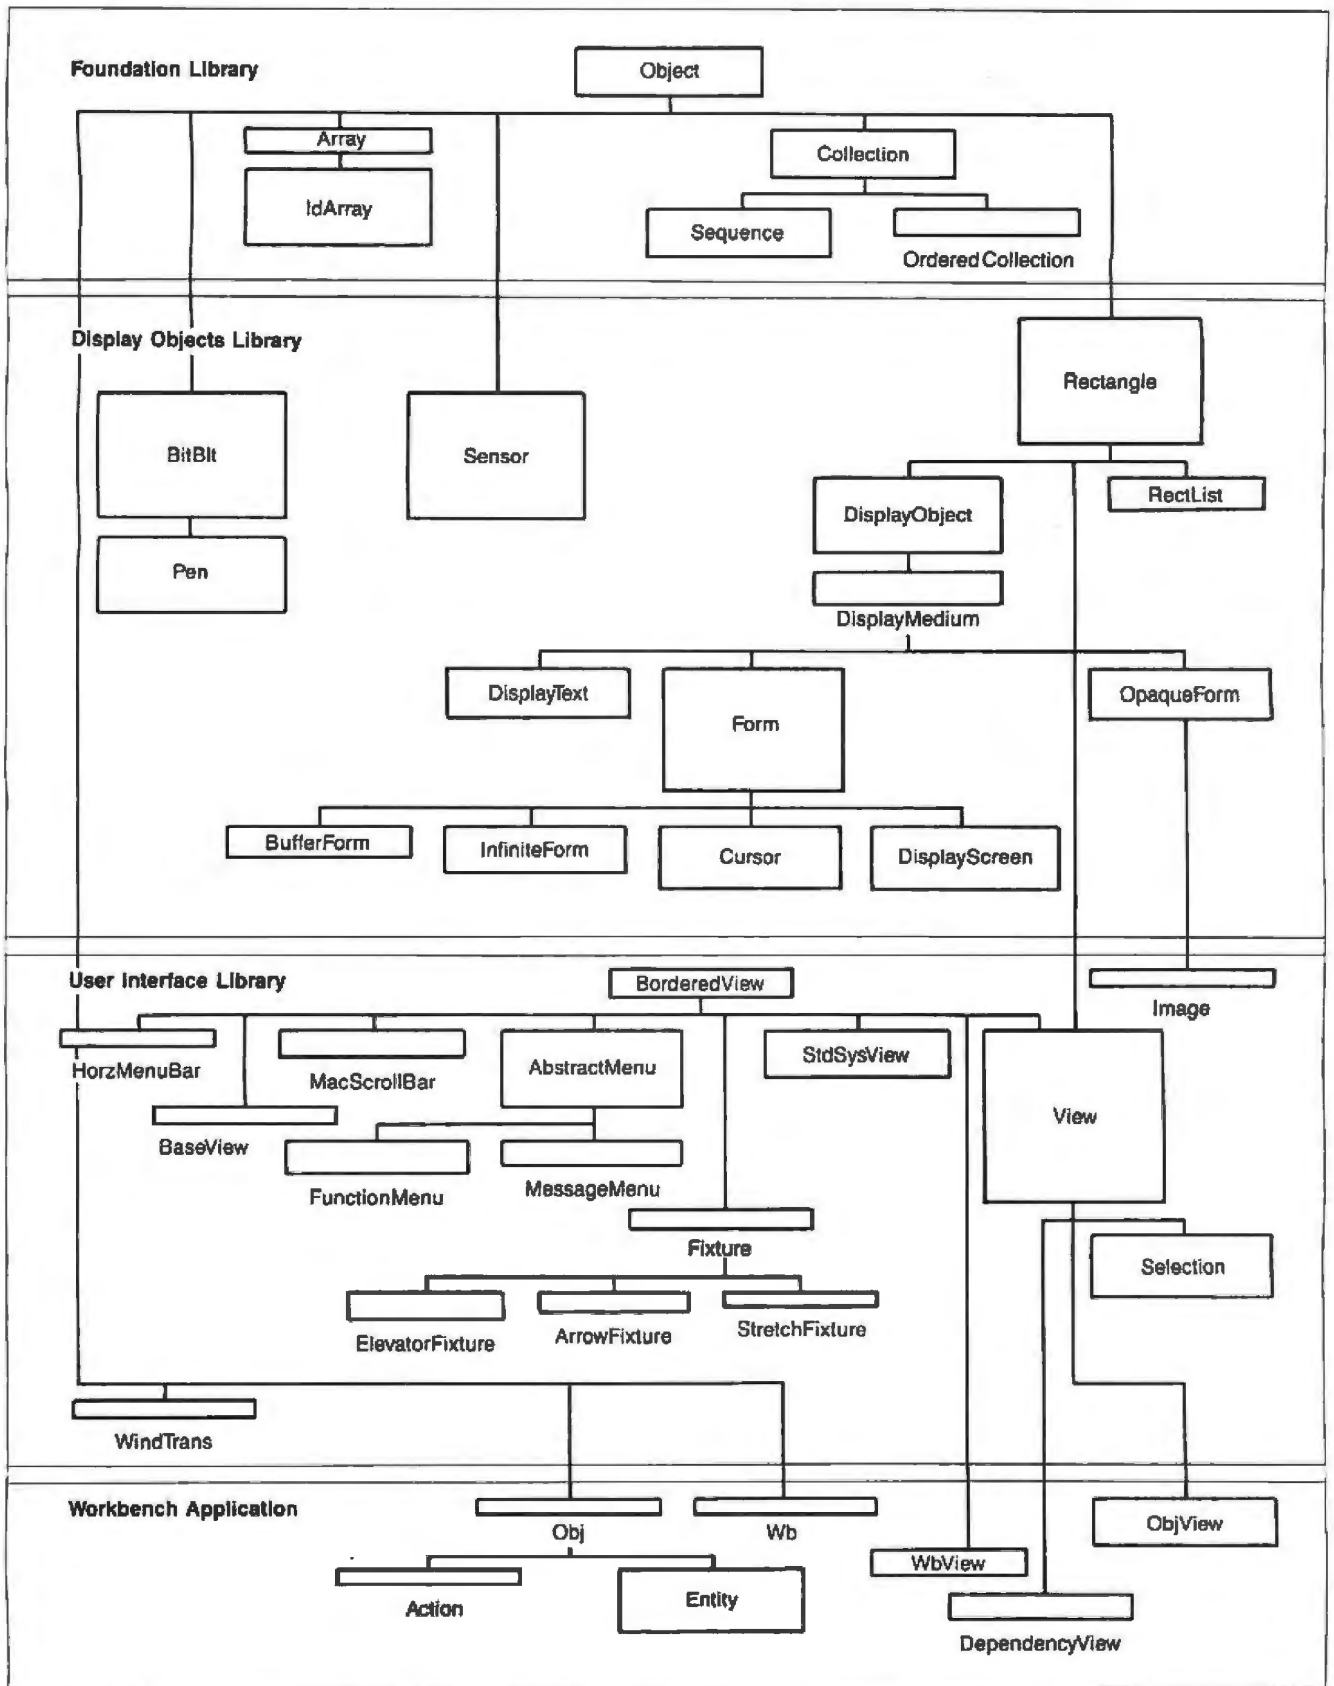 Foundation Library
Object
Array
Collection
IdArray
Sequence
OrderedCollection
Display Objects Library
Rectangle
BitBlt
Sensor
RectList
DisplayObject
Pen
DisplayMedium
DisplayText
OpaqueForm
Form
BufferForm
InfiniteForm
Cursor
DisplayScreen
User Interface Library
BorderedView
Image
HorzMenuBar
MacScrollBar
AbstractMenu
StdSysView
View
BaseView
FunctionMenu
MessageMenu
Fixture
Selection
ElevatorFixture
ArrowFixture
StretchFixture
WindTrans
Workbench Application
Obj
Wb
ObjView
WbView
Action
Entity
DependencyView